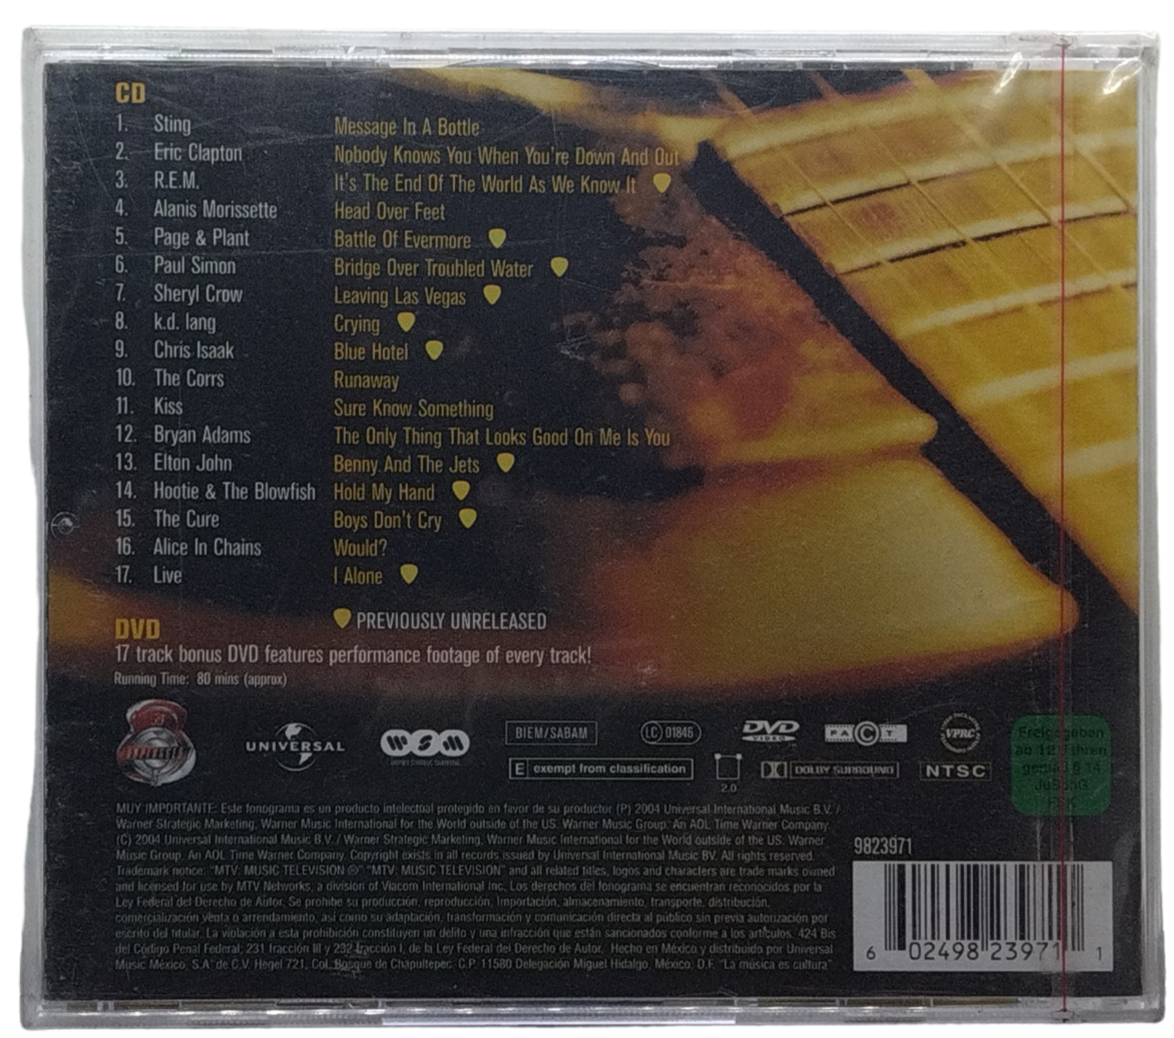 CD
1. Sting Message In A Bottle
2. Eric Clapton Nobody Knows You When You're Down And Out
3. R.E.M. It's The End Of The World As We Know It
4. Alanis Morissette Head Over Feet
5. Page & Plant Battle Of Evermore
6. Paul Simon Bridge Over Troubled Water
7. Sheryl Crow Leaving Las Vegas
8. k.d. lang Crying
9. Chris Isaak Blue Hotel
10. The Corrs Runaway
11. Kiss Sure Know Something
12. Bryan Adams The Only Thing That Looks Good On Me Is You
13. Elton John Benny And The Jets
14. Hootie & The Blowfish Hold My Hand
15. The Cure Boys Don't Cry
16. Alice In Chains Would?
17. Live I Alone
PREVIOUSLY UNRELEASED
DVD
17 track bonus DVD features performance footage of every track!
Running Time: 80 mins (approx)
UNIVERSAL
WSM
BIEM/SABAM
LC 01846
DVD VIDEO
PACT
VPRC
E exempt from classification
2.0
DOLBY SURROUND
NTSC
Freigegeben
ab 12 Jahren
gemäß § 14
JuSchG
FSK
MUY IMPORTANTE: Este fonograma es un producto intelectual protegido en favor de su productor (P) 2004 Universal International Music B.V. /
Warner Strategic Marketing, Warner Music International for the World outside of the US. Warner Music Group. An AOL Time Warner Company.
(C) 2004 Universal International Music B.V. / Warner Strategic Marketing, Warner Music International for the World outside of the US. Warner
Music Group. An AOL Time Warner Company. Copyright exists in all records issued by Universal International Music BV. All rights reserved.
Trademark notice: "MTV: MUSIC TELEVISION ®" "MTV: MUSIC TELEVISION" and all related titles, logos and characters are trade marks owned
and licensed for use by MTV Networks, a division of Viacom International Inc. Los derechos del fonograma se encuentran reconocidos por la
Ley Federal del Derecho de Autor. Se prohibe su producción, reproducción, Importación, almacenamiento, transporte, distribución,
comercialización venta o arrendamiento, así como su adaptación, transformación y comunicación directa al público sin previa autorización por
escrito del titular. La violación a esta prohibición constituyen un delito y una infracción que están sancionados conforme a los artículos. 424 Bis
del Código Penal Federal; 231 fracción III y 232 fracción I, de la Ley Federal del Derecho de Autor. Hecho en México y distribuido por Universal
Music México, S.A de C.V. Hegel 721, Col. Bosque de Chapultepec. C.P. 11580 Delegación Miguel Hidalgo, México. D.F. "La música es cultura"
9823971
6 02498 23971 1